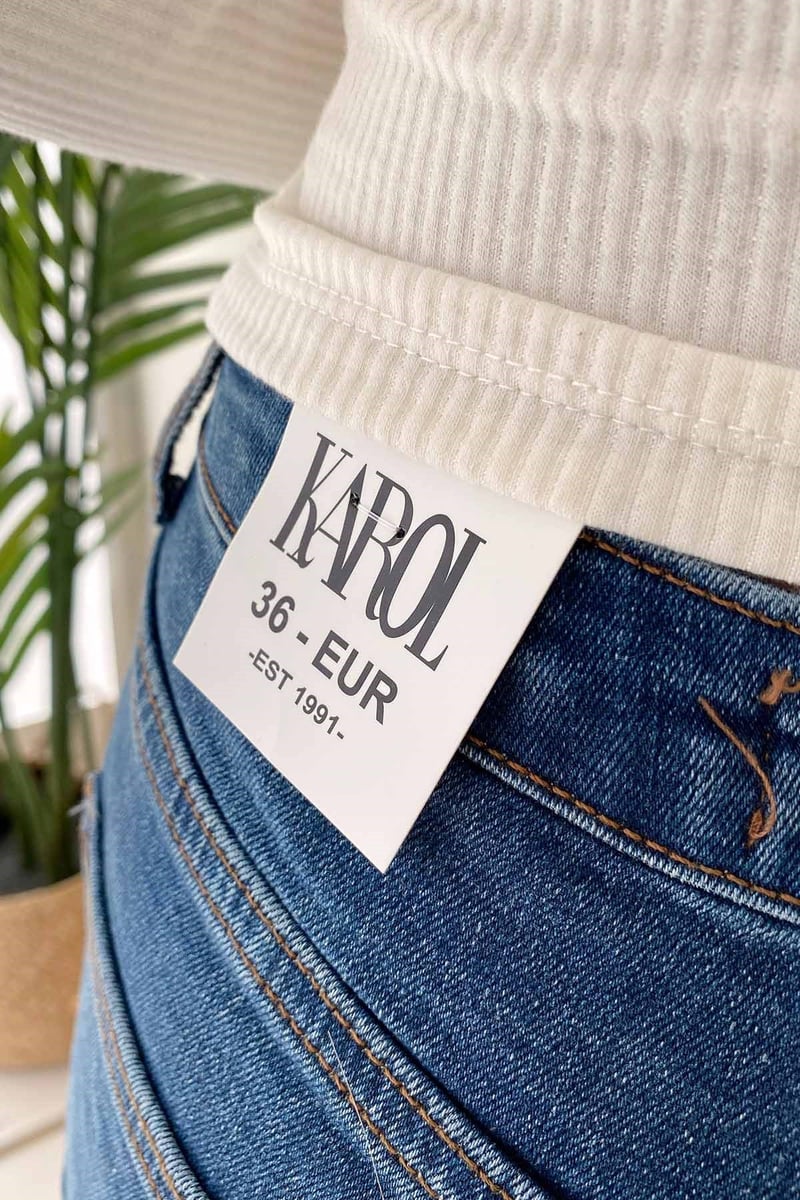 KAROL
36 - EUR
-EST 1991-